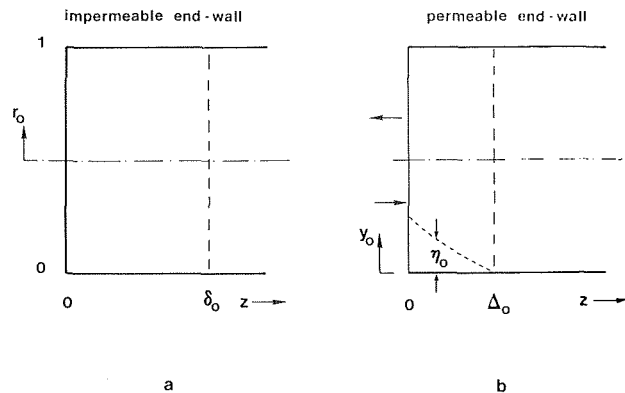 impermeable end-wall
permeable end-wall
1
r₀
0
0
δ₀
z
y₀
η₀
0
Δ₀
z
a
b